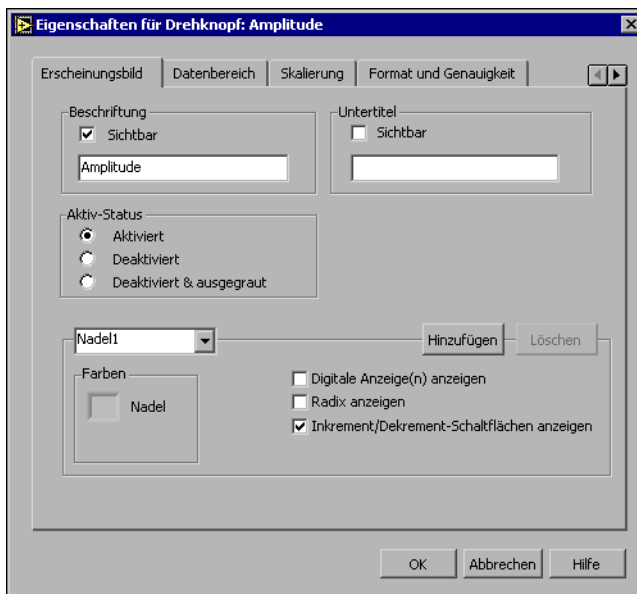 Eigenschaften für Drehknopf: Amplitude
Erscheinungsbild Datenbereich Skalierung Format und Genauigkeit
Beschriftung Untertitel
Sichtbar Sichtbar
Amplitude
Aktiv-Status
Aktiviert
Deaktiviert
Deaktiviert & ausgegraut
Nadel1 Hinzufügen Löschen
Farben Digitale Anzeige(n) anzeigen
Nadel Radix anzeigen
Inkrement/Dekrement-Schaltflächen anzeigen
OK Abbrechen Hilfe